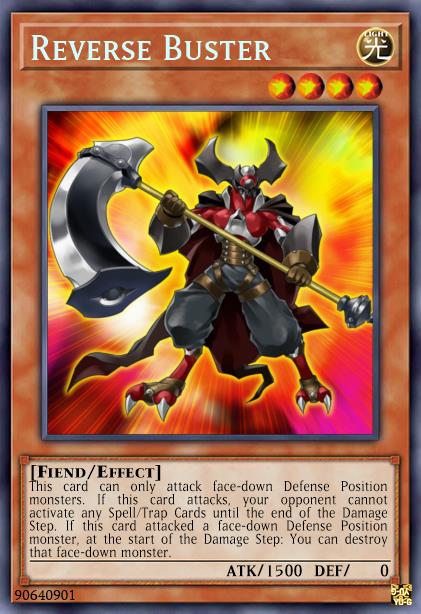 Reverse Buster
LIGHT
光
[Fiend/Effect]
This card can only attack face-down Defense Position
monsters. If this card attacks, your opponent cannot
activate any Spell/Trap Cards until the end of the Damage
Step. If this card attacked a face-down Defense Position
monster, at the start of the Damage Step: You can destroy
that face-down monster.
ATK/1500 DEF/ 0
90640901